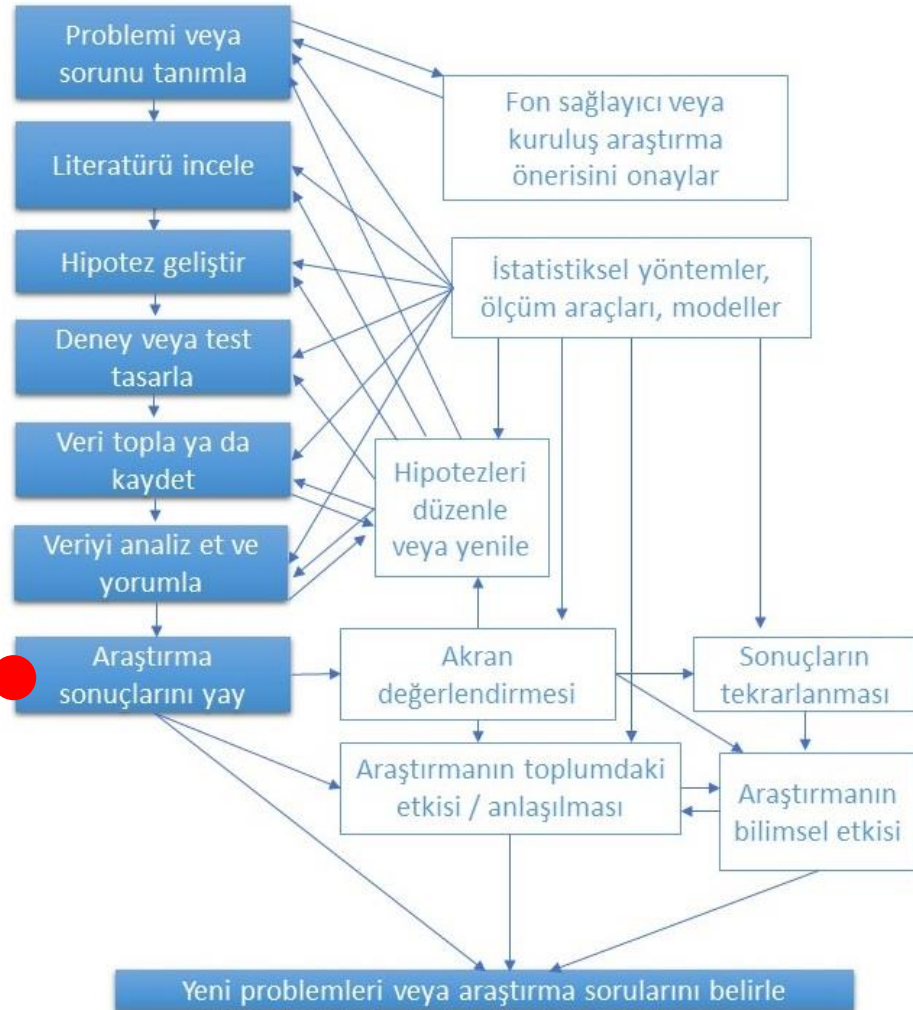 Problemi veya
sorunu tanımla
Fon sağlayıcı veya
kuruluş araştırma
önerisini onaylar
Literatürü incele
Hipotez geliştir
İstatistiksel yöntemler,
ölçüm araçları, modeller
Deney veya test
tasarla
Veri topla ya da
kaydet
Hipotezleri
düzenle
veya yenile
Veriyi analiz et ve
yorumla
Araştırma
sonuçlarını yay
Akran
değerlendirmesi
Sonuçların
tekrarlanması
Araştırmanın toplumdaki
etkisi / anlaşılması
Araştırmanın
bilimsel etkisi
Yeni problemleri veya araştırma sorularını belirle